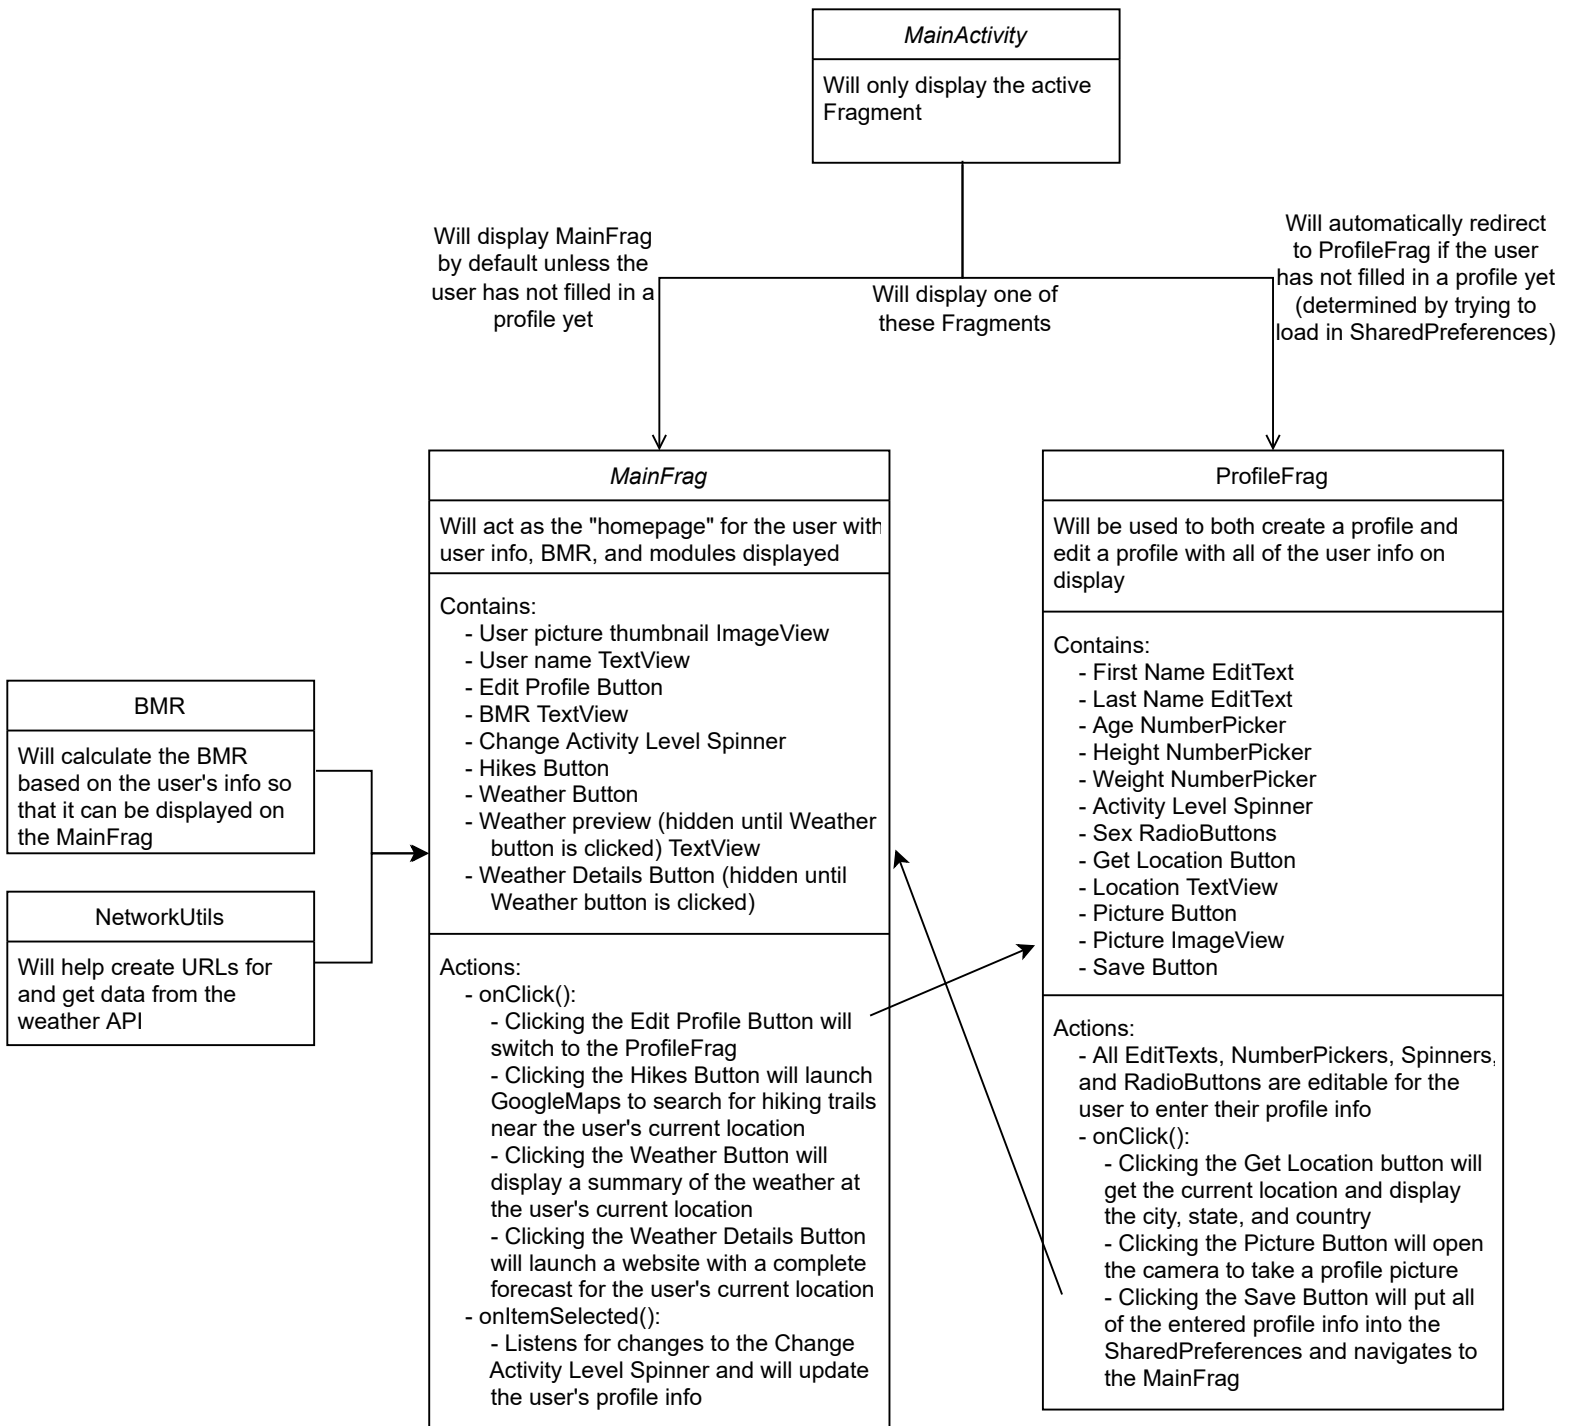 MainActivity
Will only display the active
Fragment
Will display MainFrag
by default unless the
user has not filled in a
profile yet
Will display one of
these Fragments
Will automatically redirect
to ProfileFrag if the user
has not filled in a profile yet
(determined by trying to
load in SharedPreferences)
BMR
Will calculate the BMR
based on the user's info so
that it can be displayed on
the MainFrag
NetworkUtils
Will help create URLs for
and get data from the
weather API
MainFrag
Will act as the "homepage" for the user with
user info, BMR, and modules displayed
Contains:
- User picture thumbnail ImageView
- User name TextView
- Edit Profile Button
- BMR TextView
- Change Activity Level Spinner
- Hikes Button
- Weather Button
- Weather preview (hidden until Weather
button is clicked) TextView
- Weather Details Button (hidden until
Weather button is clicked)
Actions:
- onClick():
- Clicking the Edit Profile Button will
switch to the ProfileFrag
- Clicking the Hikes Button will launch
GoogleMaps to search for hiking trails
near the user's current location
- Clicking the Weather Button will
display a summary of the weather at
the user's current location
- Clicking the Weather Details Button
will launch a website with a complete
forecast for the user's current location
- onItemSelected():
- Listens for changes to the Change
Activity Level Spinner and will update
the user's profile info
ProfileFrag
Will be used to both create a profile and
edit a profile with all of the user info on
display
Contains:
- First Name EditText
- Last Name EditText
- Age NumberPicker
- Height NumberPicker
- Weight NumberPicker
- Activity Level Spinner
- Sex RadioButtons
- Get Location Button
- Location TextView
- Picture Button
- Picture ImageView
- Save Button
Actions:
- All EditTexts, NumberPickers, Spinners,
and RadioButtons are editable for the
user to enter their profile info
- onClick():
- Clicking the Get Location button will
get the current location and display
the city, state, and country
- Clicking the Picture Button will open
the camera to take a profile picture
- Clicking the Save Button will put all
of the entered profile info into the
SharedPreferences and navigates to
the MainFrag